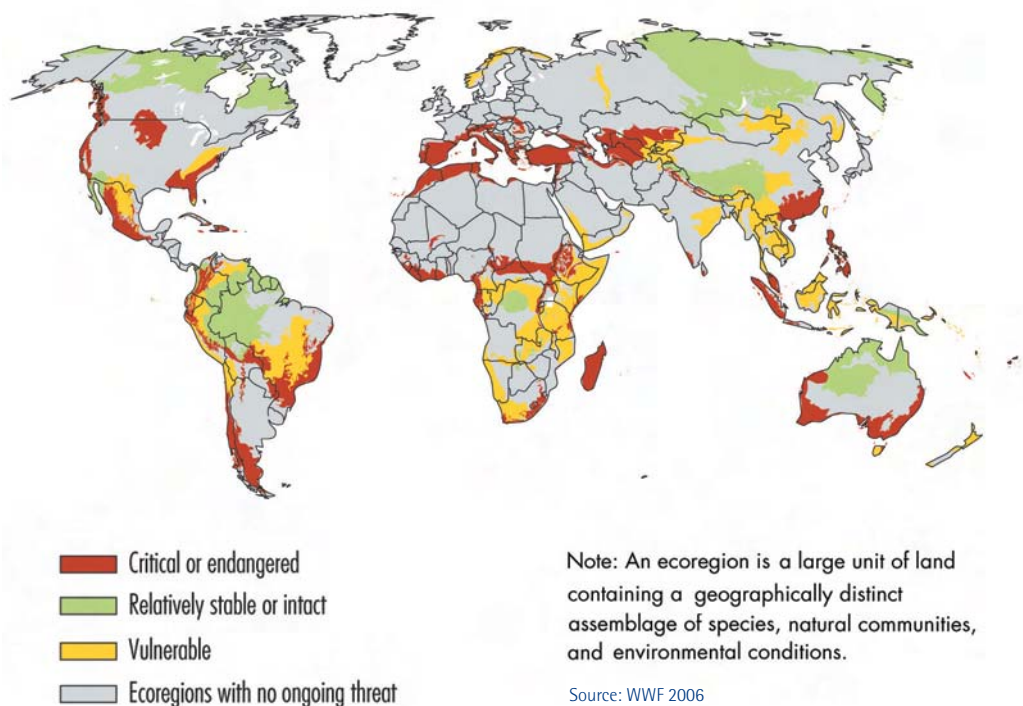 Critical or endangered
Relatively stable or intact
Vulnerable
Ecoregions with no ongoing threat
Note: An ecoregion is a large unit of land
containing a geographically distinct
assemblage of species, natural communities,
and environmental conditions.
Source: WWF 2006